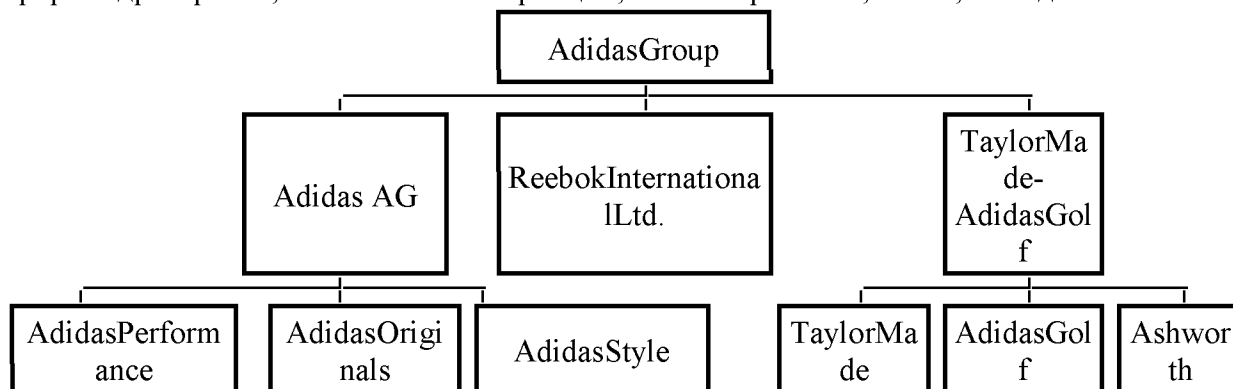 AdidasGroup
Adidas AG
ReebokInternationa
lLtd.
TaylorMa
de-
AdidasGol
f
AdidasPerform
ance
AdidasOrigi
nals
AdidasStyle
TaylorMa
de
AdidasGol
f
Ashwor
th